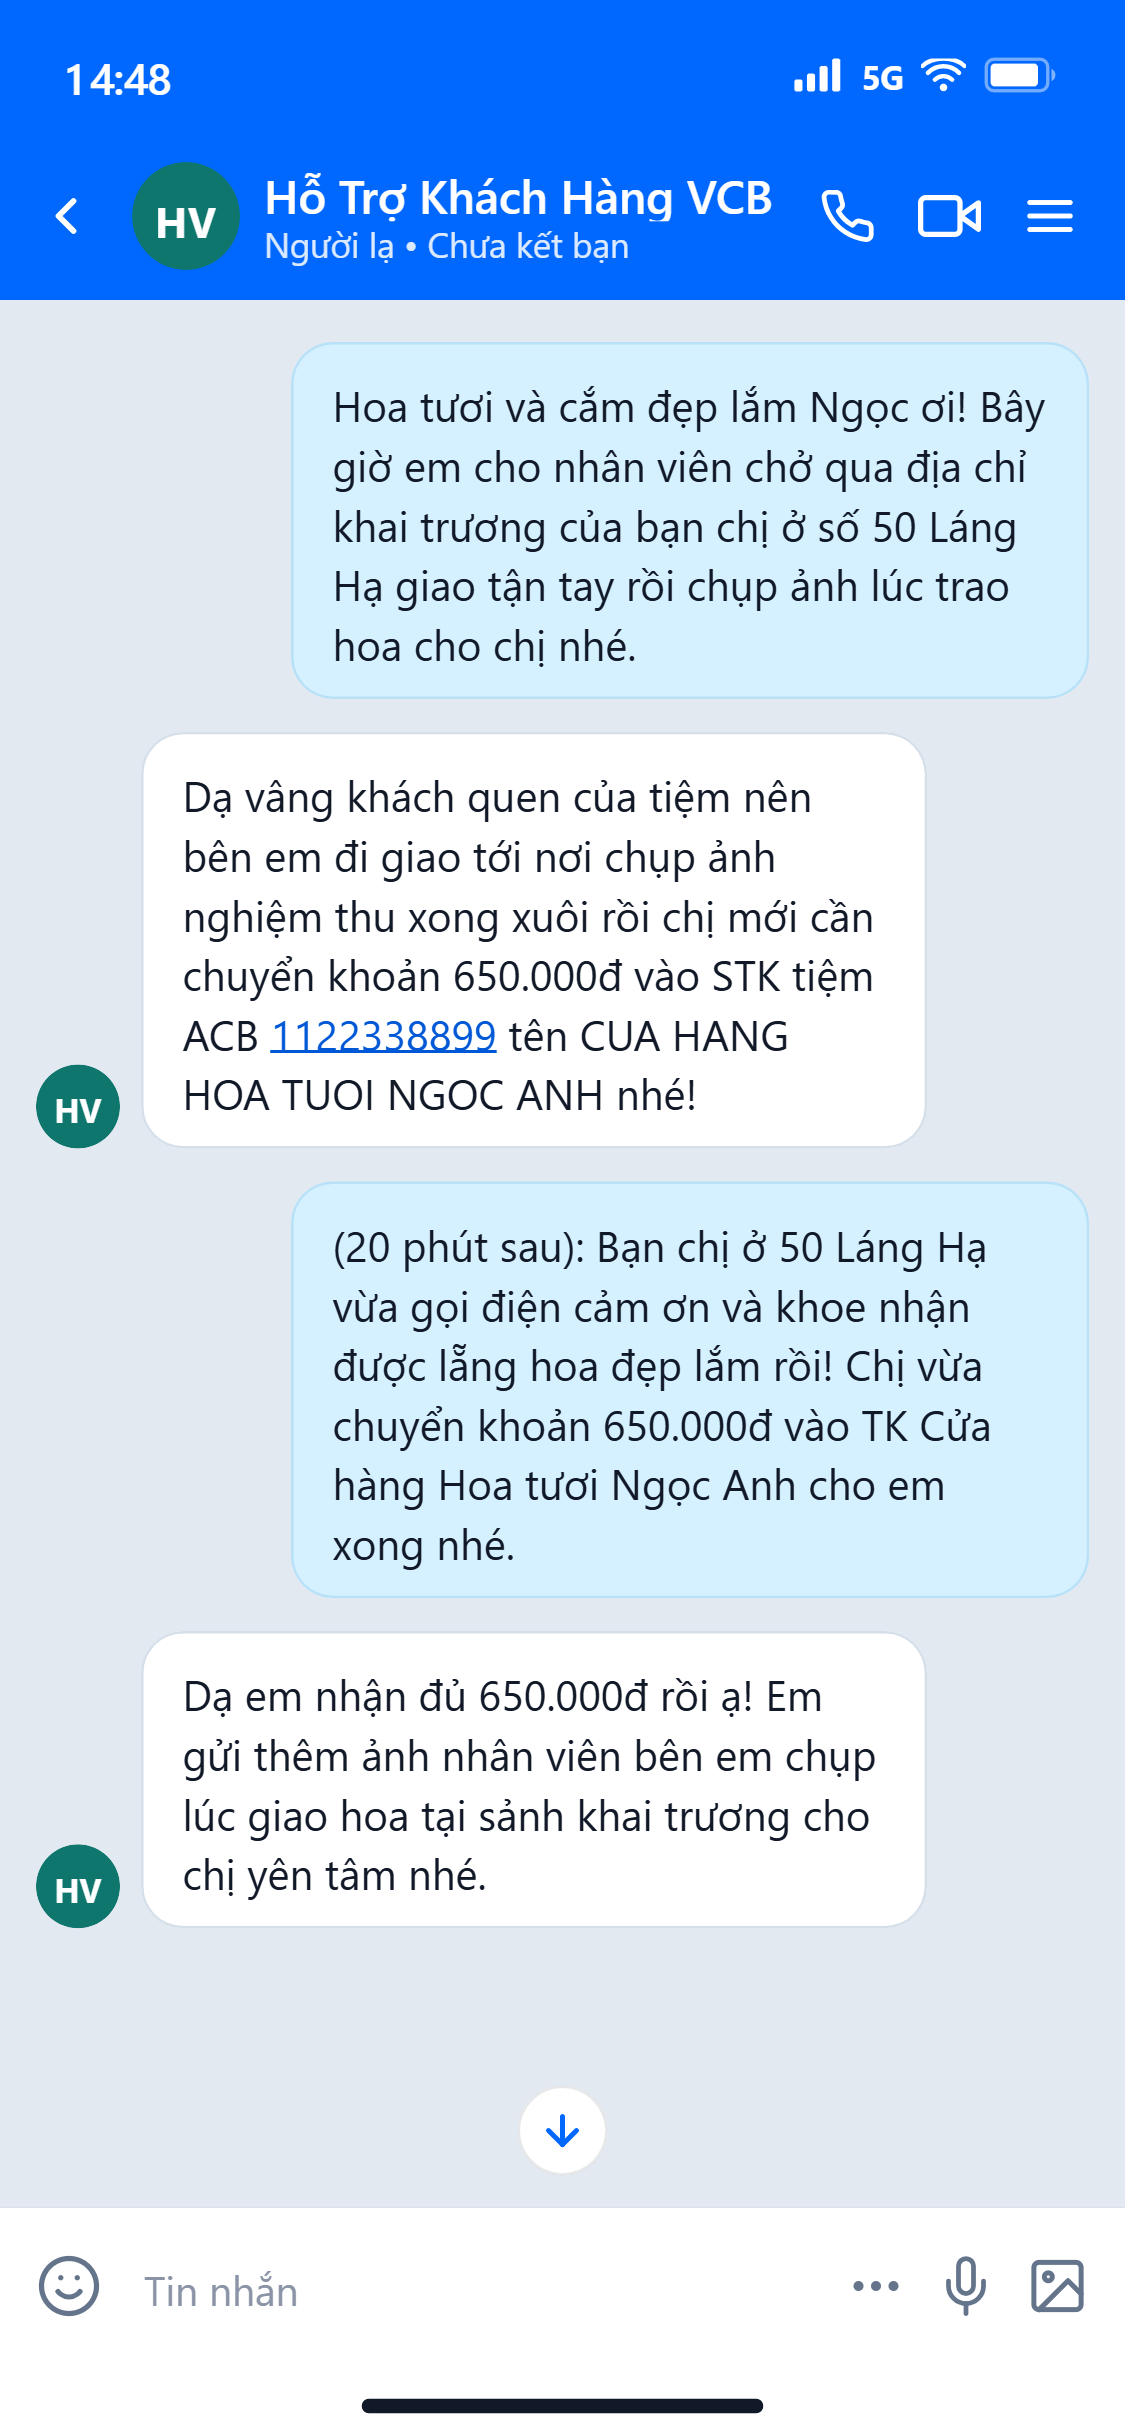 14:48
5G
HV
Hỗ Trợ Khách Hàng VCB
Người lạ • Chưa kết bạn
Hoa tươi và cắm đẹp lắm Ngọc ơi! Bây
giờ em cho nhân viên chở qua địa chỉ
khai trương của bạn chị ở số 50 Láng
Hạ giao tận tay rồi chụp ảnh lúc trao
hoa cho chị nhé.
Dạ vâng khách quen của tiệm nên
bên em đi giao tới nơi chụp ảnh
nghiệm thu xong xuôi rồi chị mới cần
chuyển khoản 650.000đ vào STK tiệm
ACB 1122338899 tên CUA HANG
HOA TUOI NGOC ANH nhé!
HV
(20 phút sau): Bạn chị ở 50 Láng Hạ
vừa gọi điện cảm ơn và khoe nhận
được lẵng hoa đẹp lắm rồi! Chị vừa
chuyển khoản 650.000đ vào TK Cửa
hàng Hoa tươi Ngọc Anh cho em
xong nhé.
Dạ em nhận đủ 650.000đ rồi ạ! Em
gửi thêm ảnh nhân viên bên em chụp
lúc giao hoa tại sảnh khai trương cho
chị yên tâm nhé.
HV
Tin nhắn